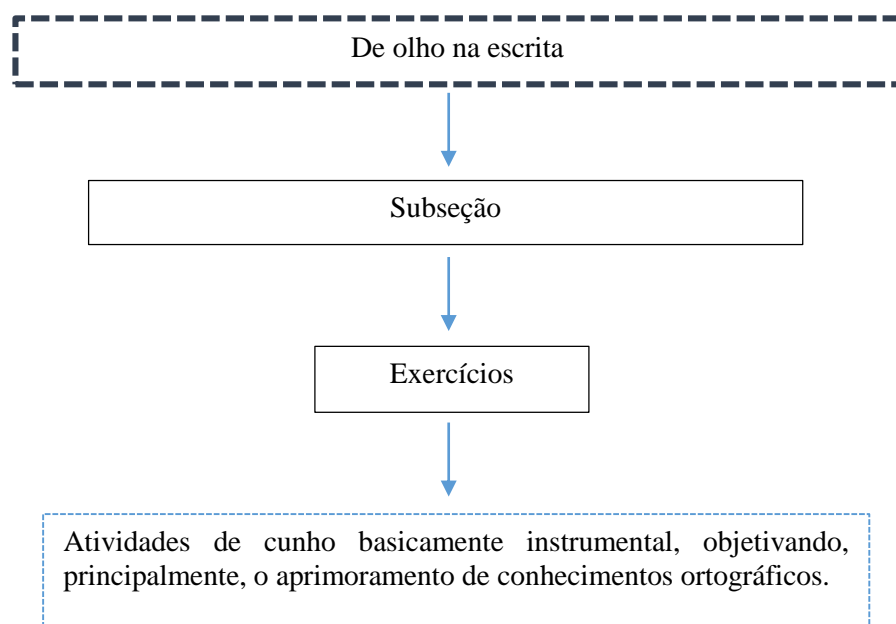 De olho na escrita
Subseção
Exercícios
Atividades de cunho basicamente instrumental, objetivando,
principalmente, o aprimoramento de conhecimentos ortográficos.